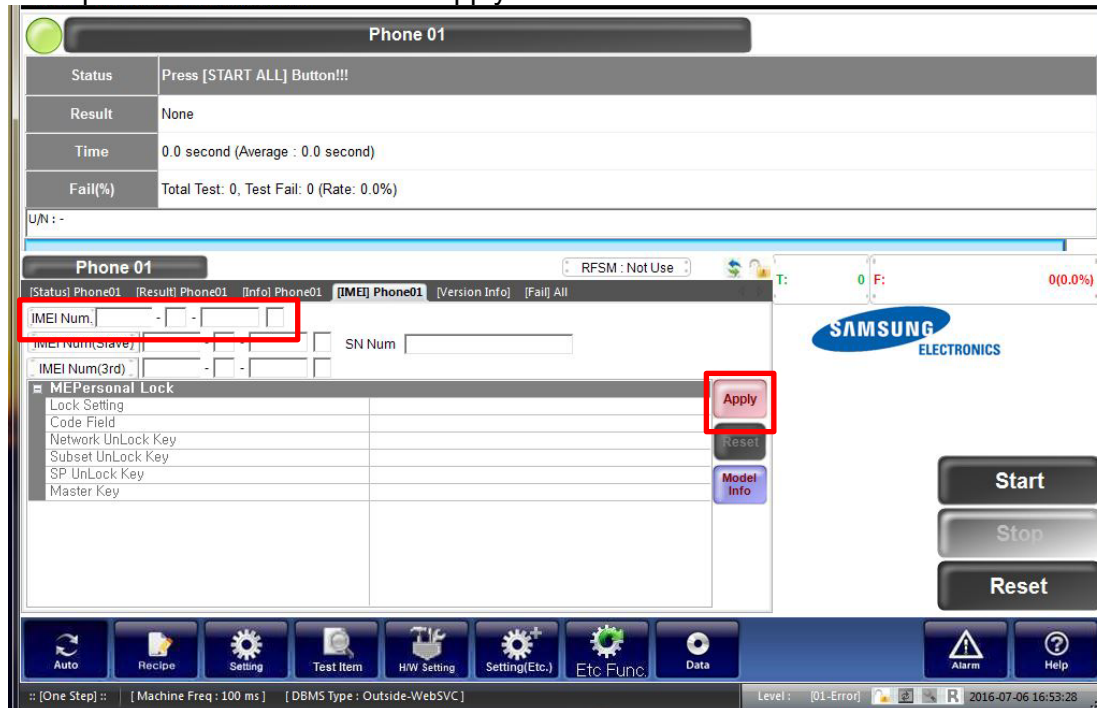 Phone 01
Status Press [START ALL] Button!!!
Result None
Time 0.0 second (Average : 0.0 second)
Fail(%) Total Test: 0, Test Fail: 0 (Rate: 0.0%)
U/N : -
Phone 01 RFSM : Not Use T: 0 F: 0(0.0%)
[Status] Phone01 [Result] Phone01 [Info] Phone01 [IMEI] Phone01 [Version Info] [Fail] All
IMEI Num. - -
IMEI Num(Slave) - - SN Num
IMEI Num(3rd) - -
SAMSUNG
ELECTRONICS
MEPersonal Lock
Lock Setting
Code Field
Network UnLock Key
Subset UnLock Key
SP UnLock Key
Master Key
Apply
Reset
Model
Info
Start
Stop
Reset
Auto Recipe Setting Test Item H/W Setting Setting(Etc.) Etc Func. Data Alarm Help
:: [One Step] :: [ Machine Freq : 100 ms ] [ DBMS Type : Outside-WebSVC ] Level : [01-Error] R 2016-07-06 16:53:28